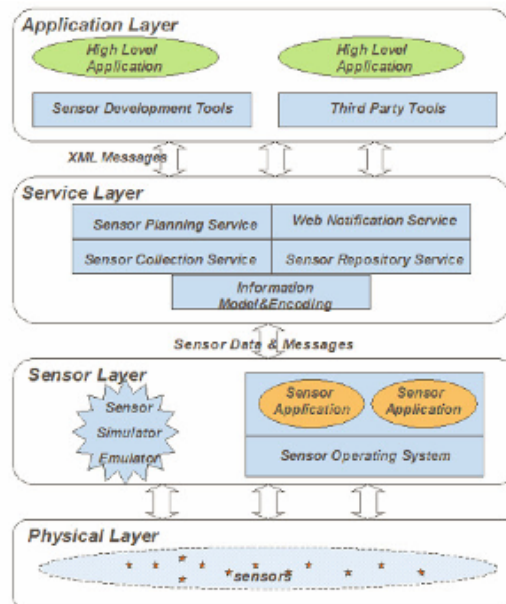 Application Layer
High Level
Application
High Level
Application
Sensor Development Tools
Third Party Tools
XML Messages
Service Layer
Sensor Planning Service
Web Notification Service
Sensor Collection Service
Sensor Repository Service
Information
Model&Encoding
Sensor Data & Messages
Sensor Layer
Sensor
Simulator
Emulator
Sensor
Application
Sensor
Application
Sensor Operating System
Physical Layer
sensors